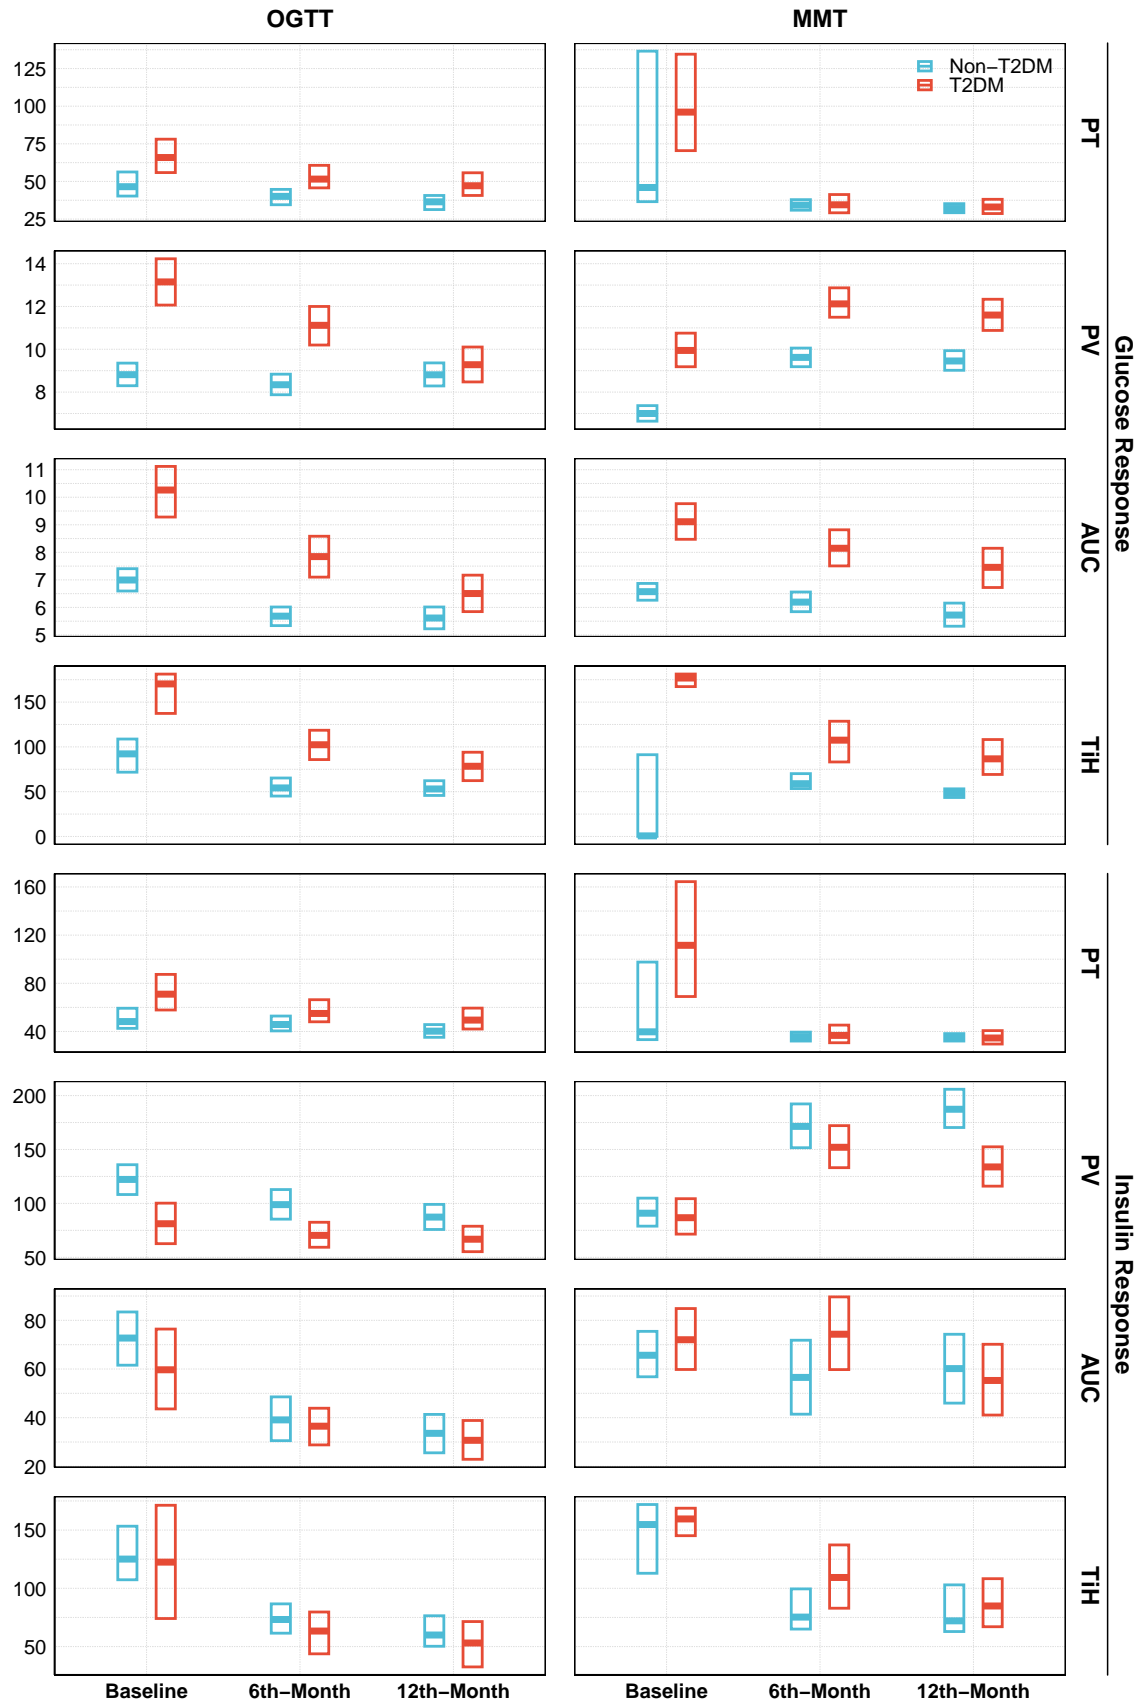 OGTT
MMT
Non−T2DM
T2DM
125
100
75
50
25
PT
14
12
10
8
PV
11
10
9
8
7
6
5
AUC
150
100
50
0
TiH
Glucose Response
160
120
80
40
PT
200
150
100
50
PV
80
60
40
20
AUC
150
100
50
TiH
Insulin Response
Baseline 6th−Month 12th−Month
Baseline 6th−Month 12th−Month